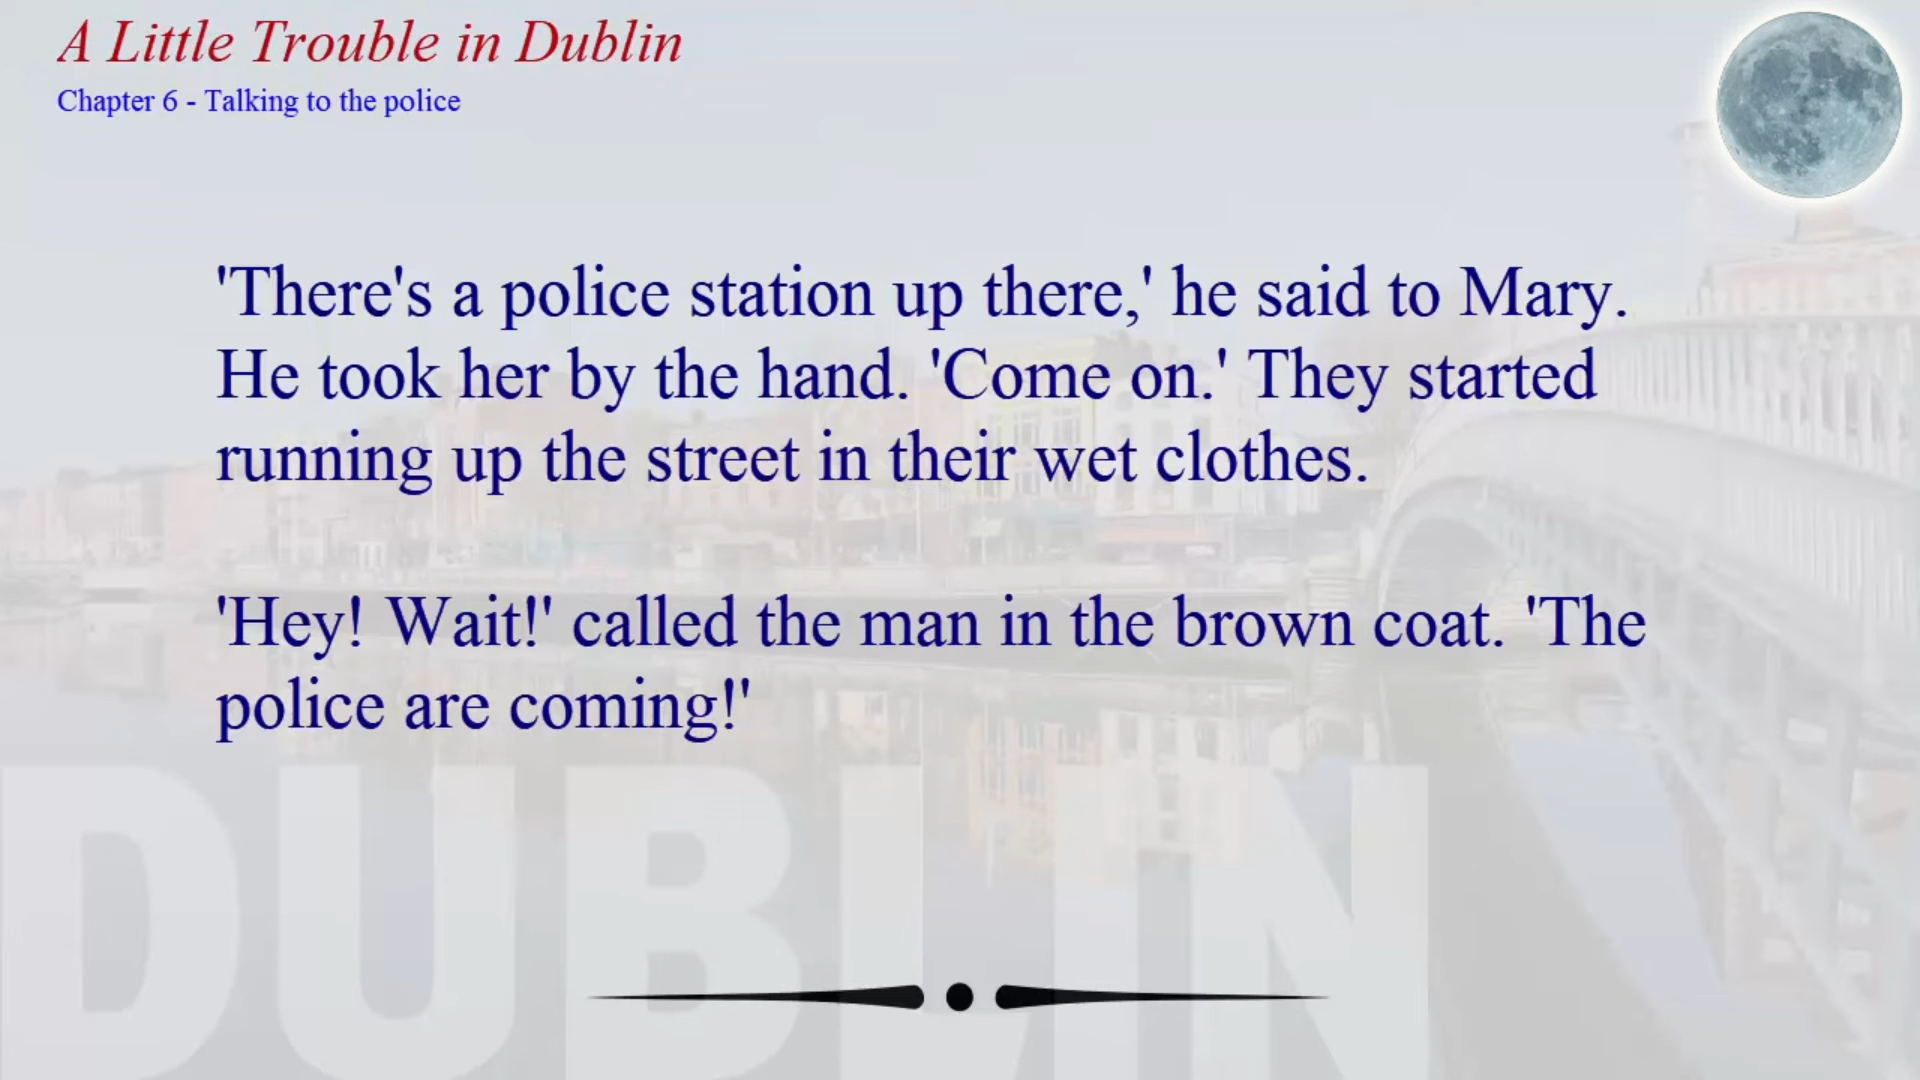 A Little Trouble in Dublin
Chapter 6 - Talking to the police
'There's a police station up there,' he said to Mary.
He took her by the hand. 'Come on.' They started
running up the street in their wet clothes.
'Hey! Wait!' called the man in the brown coat. 'The
police are coming!'
DUBLIN